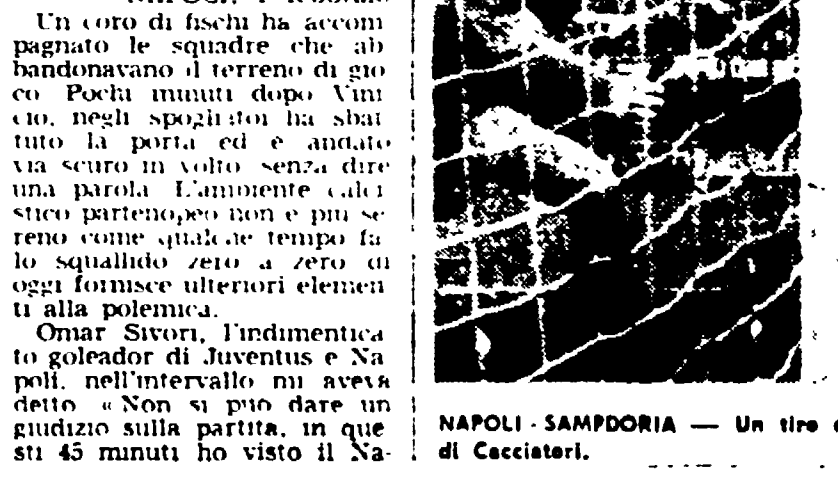 Un coro di fischi ha accom
pagnato le squadre che ab
bandonavano il terreno di gio
co Pochi minuti dopo Vini
cio, negli spogliatoi ha sbat
tuto la porta ed è andato
via scuro in volto senza dire
una parola L'ambiente calci
stico partenopeo non è più se
reno come qualche tempo fa
lo squallido zero a zero di
oggi fornisce ulteriori elemen
ti alla polemica.
Omar Sivori, l'indimentica
to goleador di Juventus e Na
poli, nell'intervallo mi aveva
detto «Non si può dare un
giudizio sulla partita, in que
sti 45 minuti ho visto il Na-
NAPOLI - SAMPDORIA — Un tiro
di Cacciatori.